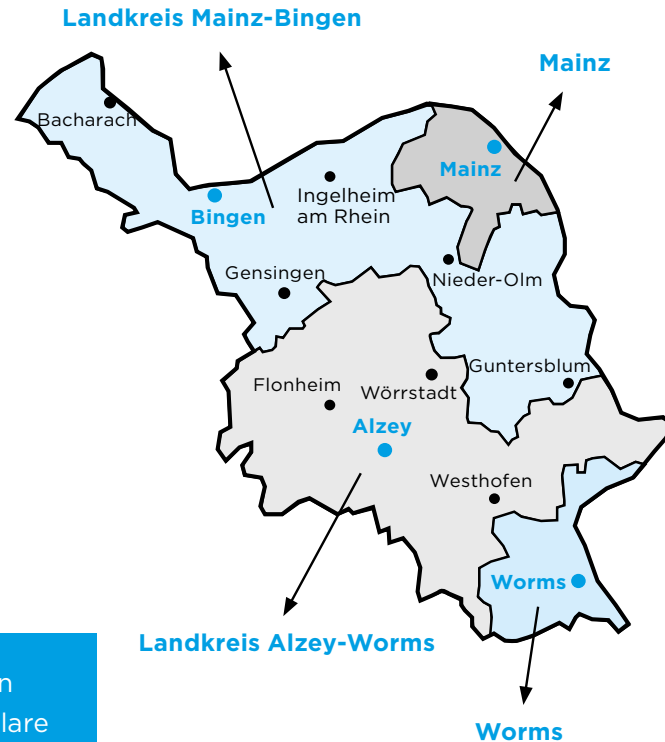 Landkreis Mainz-Bingen
Mainz
Bacharach
Mainz
Ingelheim
am Rhein
Bingen
Gensingen
Nieder-Olm
Guntersblum
Flonheim
Wörrstadt
Alzey
Westhofen
Worms
Landkreis Alzey-Worms
Worms
n
lare